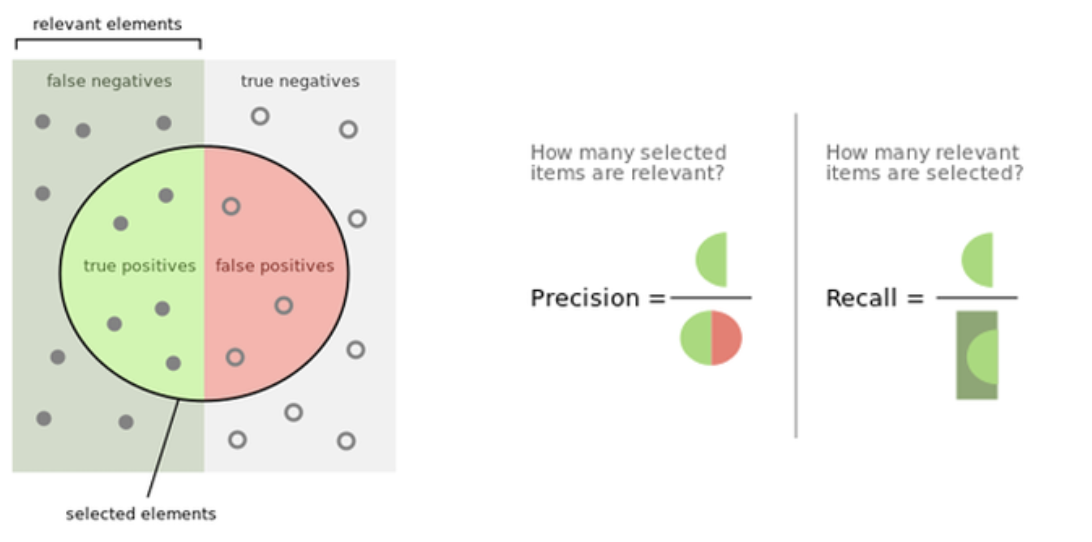 relevant elements
false negatives
true negatives
true positives
false positives
selected elements
How many selected
items are relevant?
Precision =
How many relevant
items are selected?
Recall =